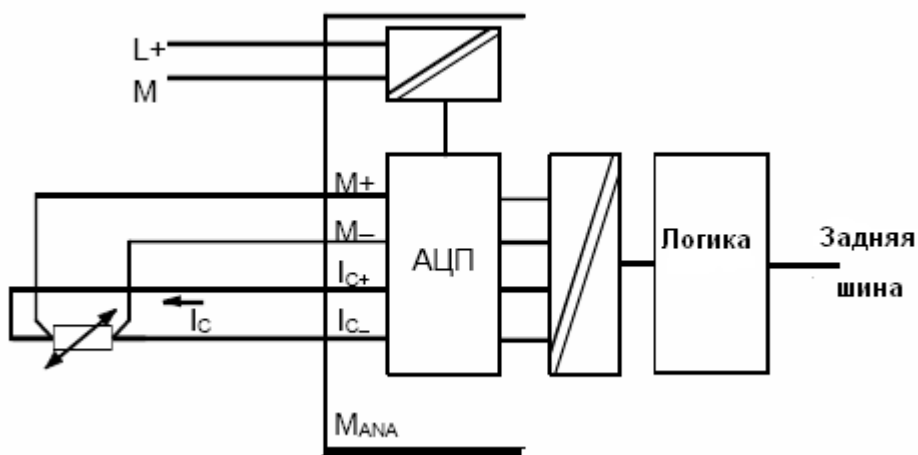 L+
M
M+
M–
АЦП
Логика
Задняя
шина
IC+
IC
IC–
MANA